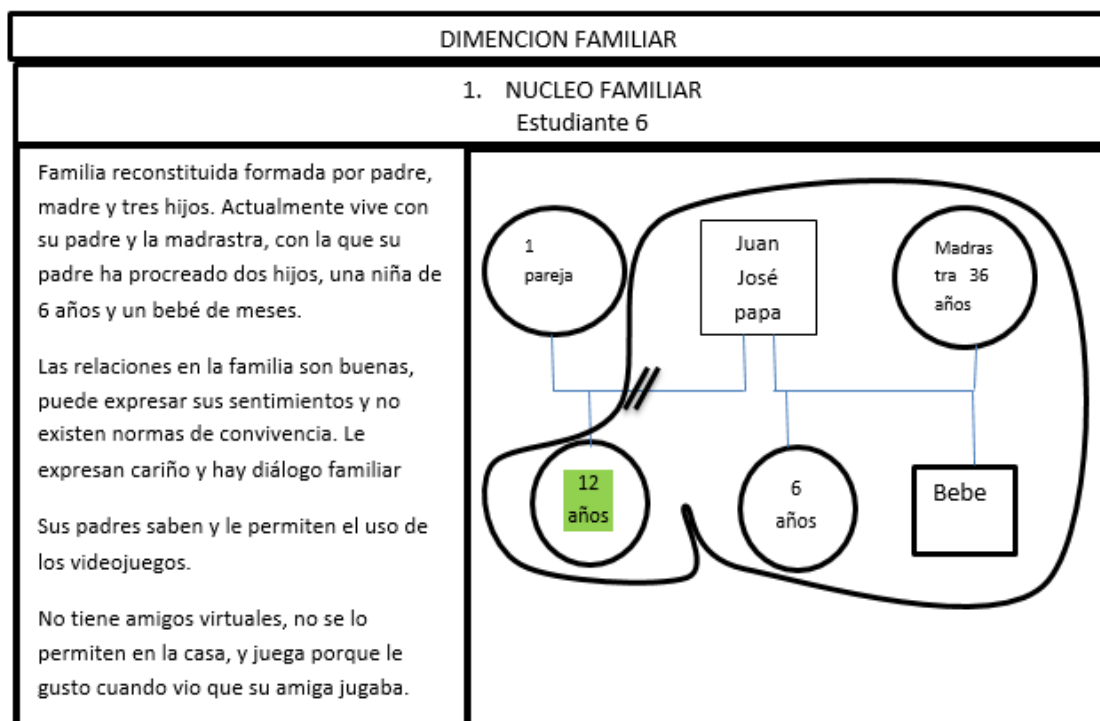 DIMENCION FAMILIAR
1. NUCLEO FAMILIAR
Estudiante 6
Familia reconstituida formada por padre,
madre y tres hijos. Actualmente vive con
su padre y la madrastra, con la que su
padre ha procreado dos hijos, una niña de
6 años y un bebé de meses.
Las relaciones en la familia son buenas,
puede expresar sus sentimientos y no
existen normas de convivencia. Le
expresan cariño y hay diálogo familiar
Sus padres saben y le permiten el uso de
los videojuegos.
No tiene amigos virtuales, no se lo
permiten en la casa, y juega porque le
gusto cuando vio que su amiga jugaba.
1
pareja
Juan
José
papa
Madras
tra 36
años
12
años
6
años
Bebe